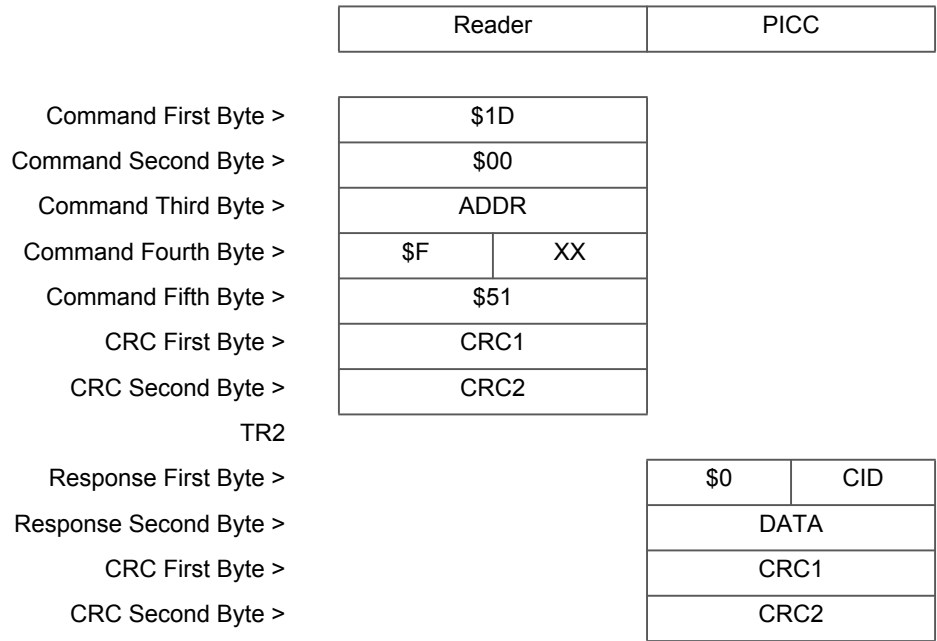 Reader PICC
Command First Byte > $1D
Command Second Byte > $00
Command Third Byte > ADDR
Command Fourth Byte > $F XX
Command Fifth Byte > $51
CRC First Byte > CRC1
CRC Second Byte > CRC2
TR2
Response First Byte > $0 CID
Response Second Byte > DATA
CRC First Byte > CRC1
CRC Second Byte > CRC2